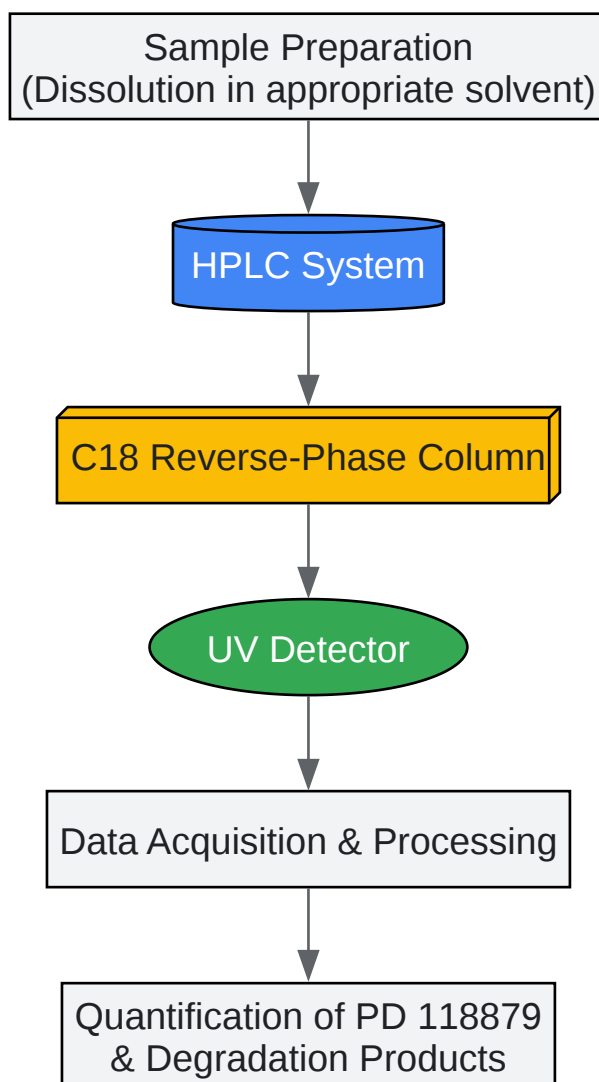 Sample Preparation
(Dissolution in appropriate solvent)
HPLC System
C18 Reverse-Phase Column
UV Detector
Data Acquisition & Processing
Quantification of PD 118879
& Degradation Products